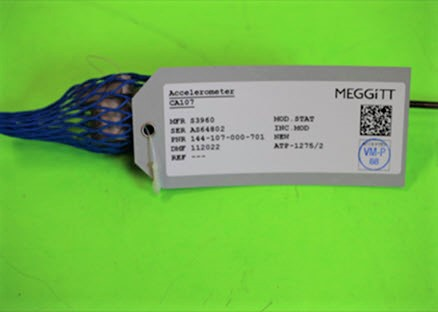 Accelerometer
CA107
MEGGiTT
MFR S3960 MOD.STAT
SER AS64802 INC.MOD
PNR 144-107-000-701 NEW
DMF 112022 ATP-1275/2
REF ---
VM-P
68